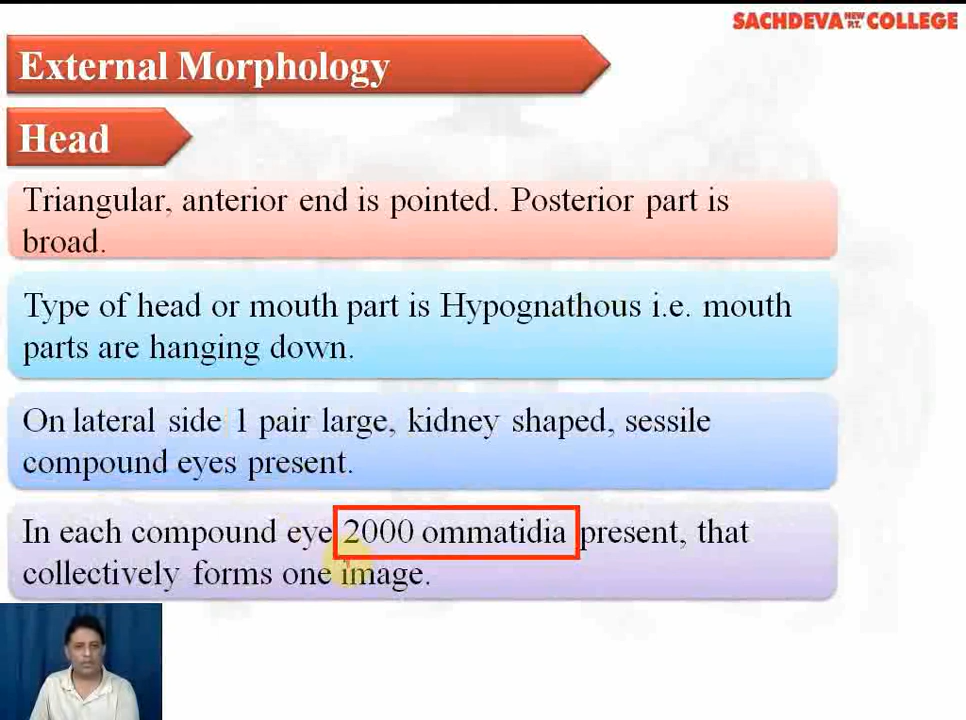 SACHDEVA NEW P.T. COLLEGE
External Morphology
Head
Triangular, anterior end is pointed. Posterior part is
broad.
Type of head or mouth part is Hypognathous i.e. mouth
parts are hanging down.
On lateral side 1 pair large, kidney shaped, sessile
compound eyes present.
In each compound eye 2000 ommatidia present, that
collectively forms one image.